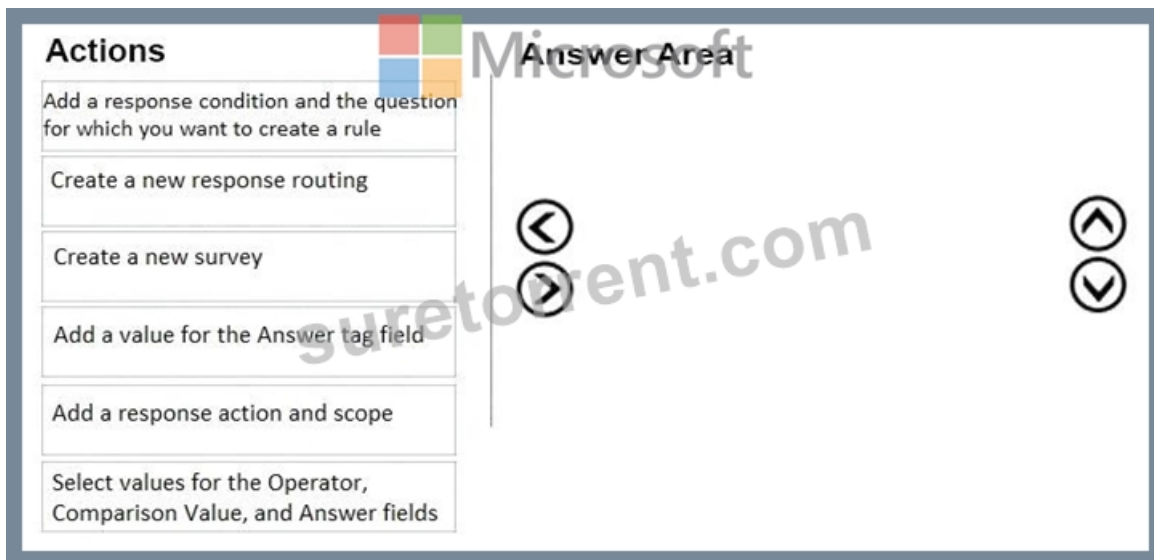 Actions
Microsoft
Answer Area
Add a response condition and the question
for which you want to create a rule
Create a new response routing
Create a new survey
Add a value for the Answer tag field
Add a response action and scope
Select values for the Operator,
Comparison Value, and Answer fields
suretorrent.com